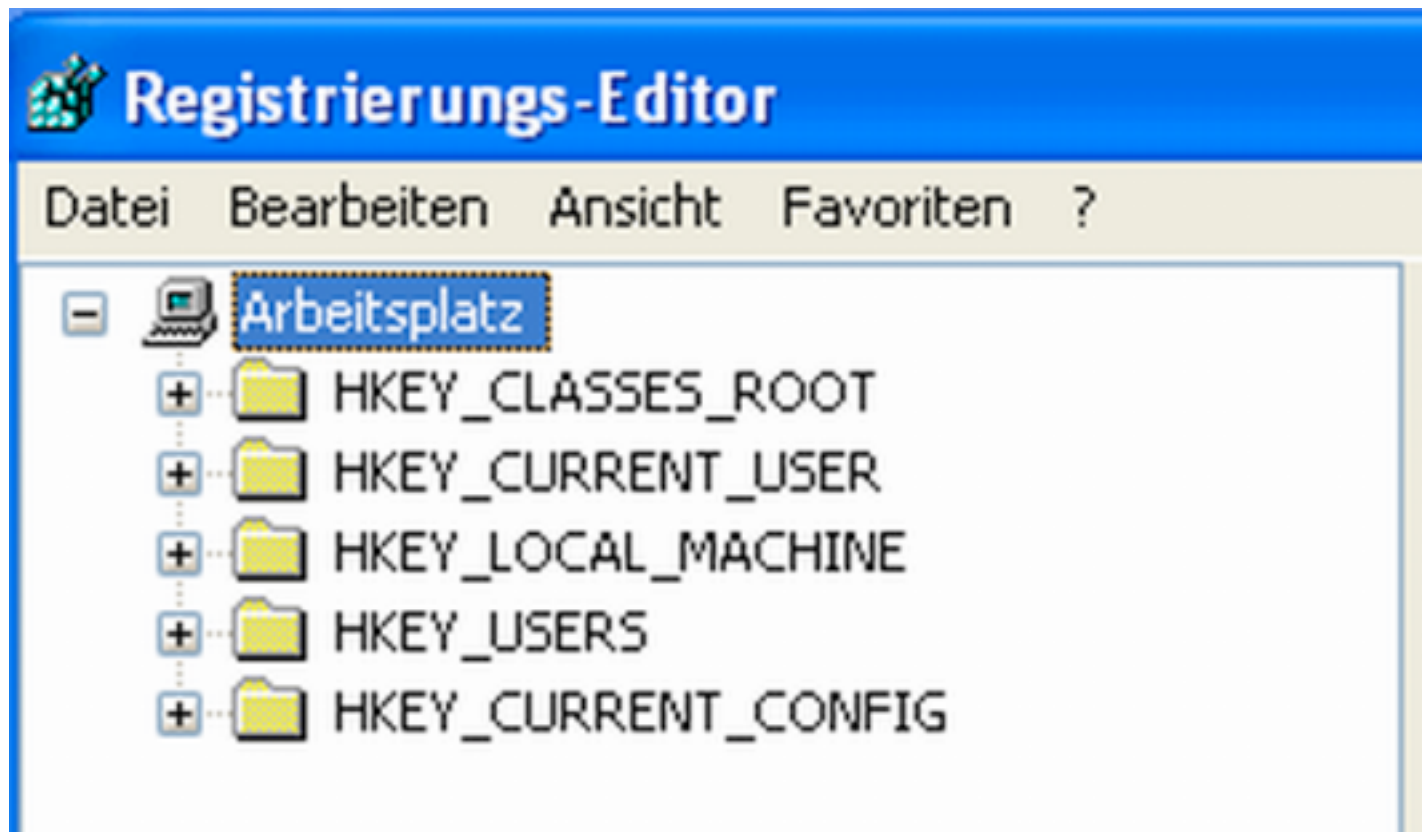 Registrierungs-Editor
Datei Bearbeiten Ansicht Favoriten ?
Arbeitsplatz
HKEY_CLASSES_ROOT
HKEY_CURRENT_USER
HKEY_LOCAL_MACHINE
HKEY_USERS
HKEY_CURRENT_CONFIG